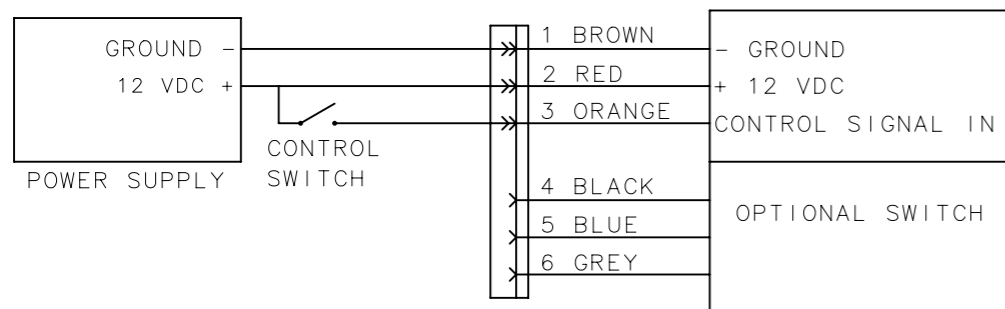 GROUND -
12 VDC +
POWER SUPPLY
CONTROL
SWITCH
1 BROWN
2 RED
3 ORANGE
4 BLACK
5 BLUE
6 GREY
- GROUND
+ 12 VDC
CONTROL SIGNAL IN
OPTIONAL SWITCH